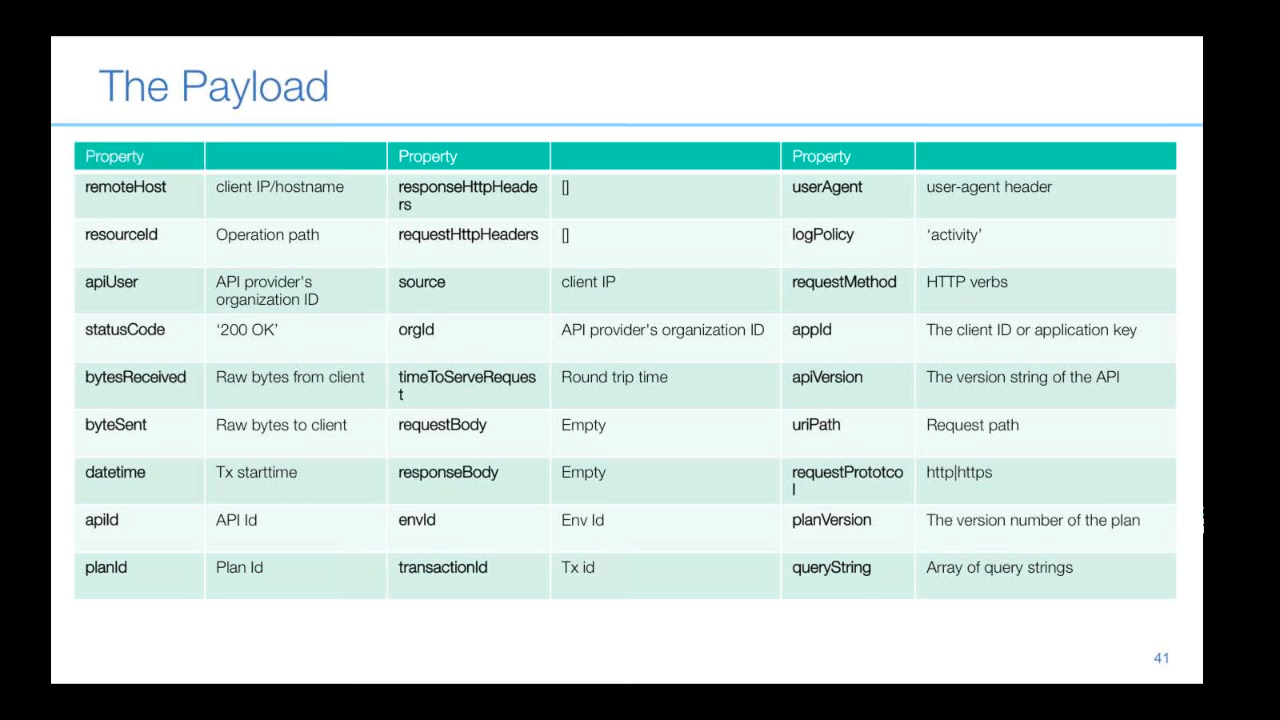 The Payload
Property Property Property
remoteHost client IP/hostname responseHttpHeade
rs [] userAgent user-agent header
resourceId Operation path requestHttpHeaders [] logPolicy ‘activity’
apiUser API provider's
organization ID source client IP requestMethod HTTP verbs
statusCode ‘200 OK’ orgId API provider's organization ID appId The client ID or application key
bytesReceived Raw bytes from client timeToServeReques
t Round trip time apiVersion The version string of the API
byteSent Raw bytes to client requestBody Empty uriPath Request path
datetime Tx starttime responseBody Empty requestPrototco
l http|https
apiId API Id envId Env Id planVersion The version number of the plan
planId Plan Id transactionId Tx id queryString Array of query strings
41